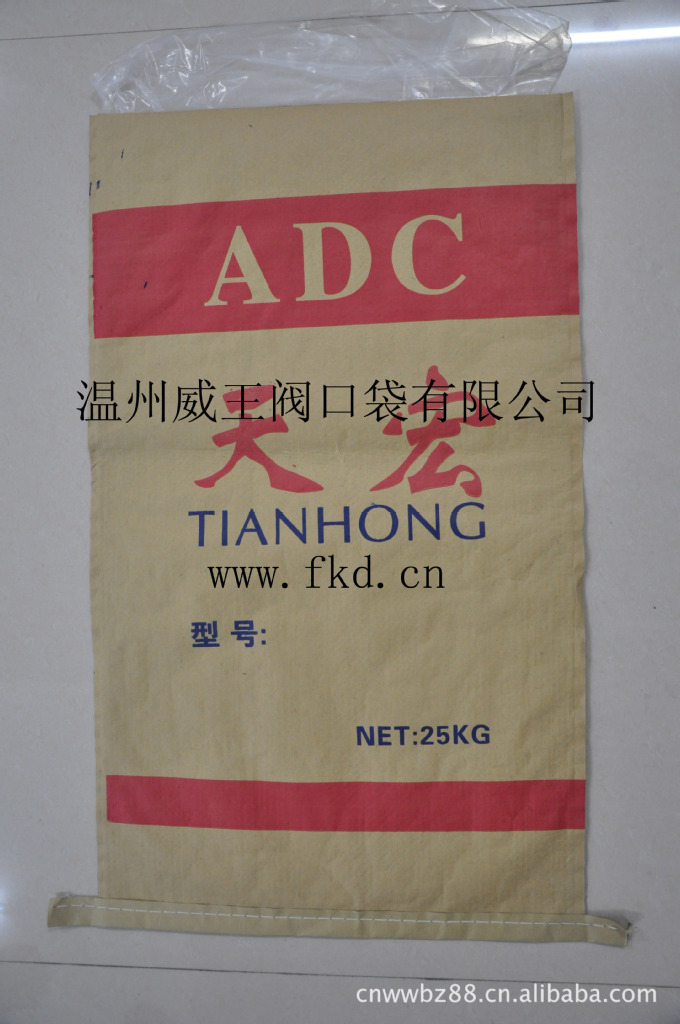 ADC
温州威王阀口袋有限公司
天宏
TIANHONG
www.fkd.cn
型号:
NET:25KG
cnwwbz88.cn.alibaba.com